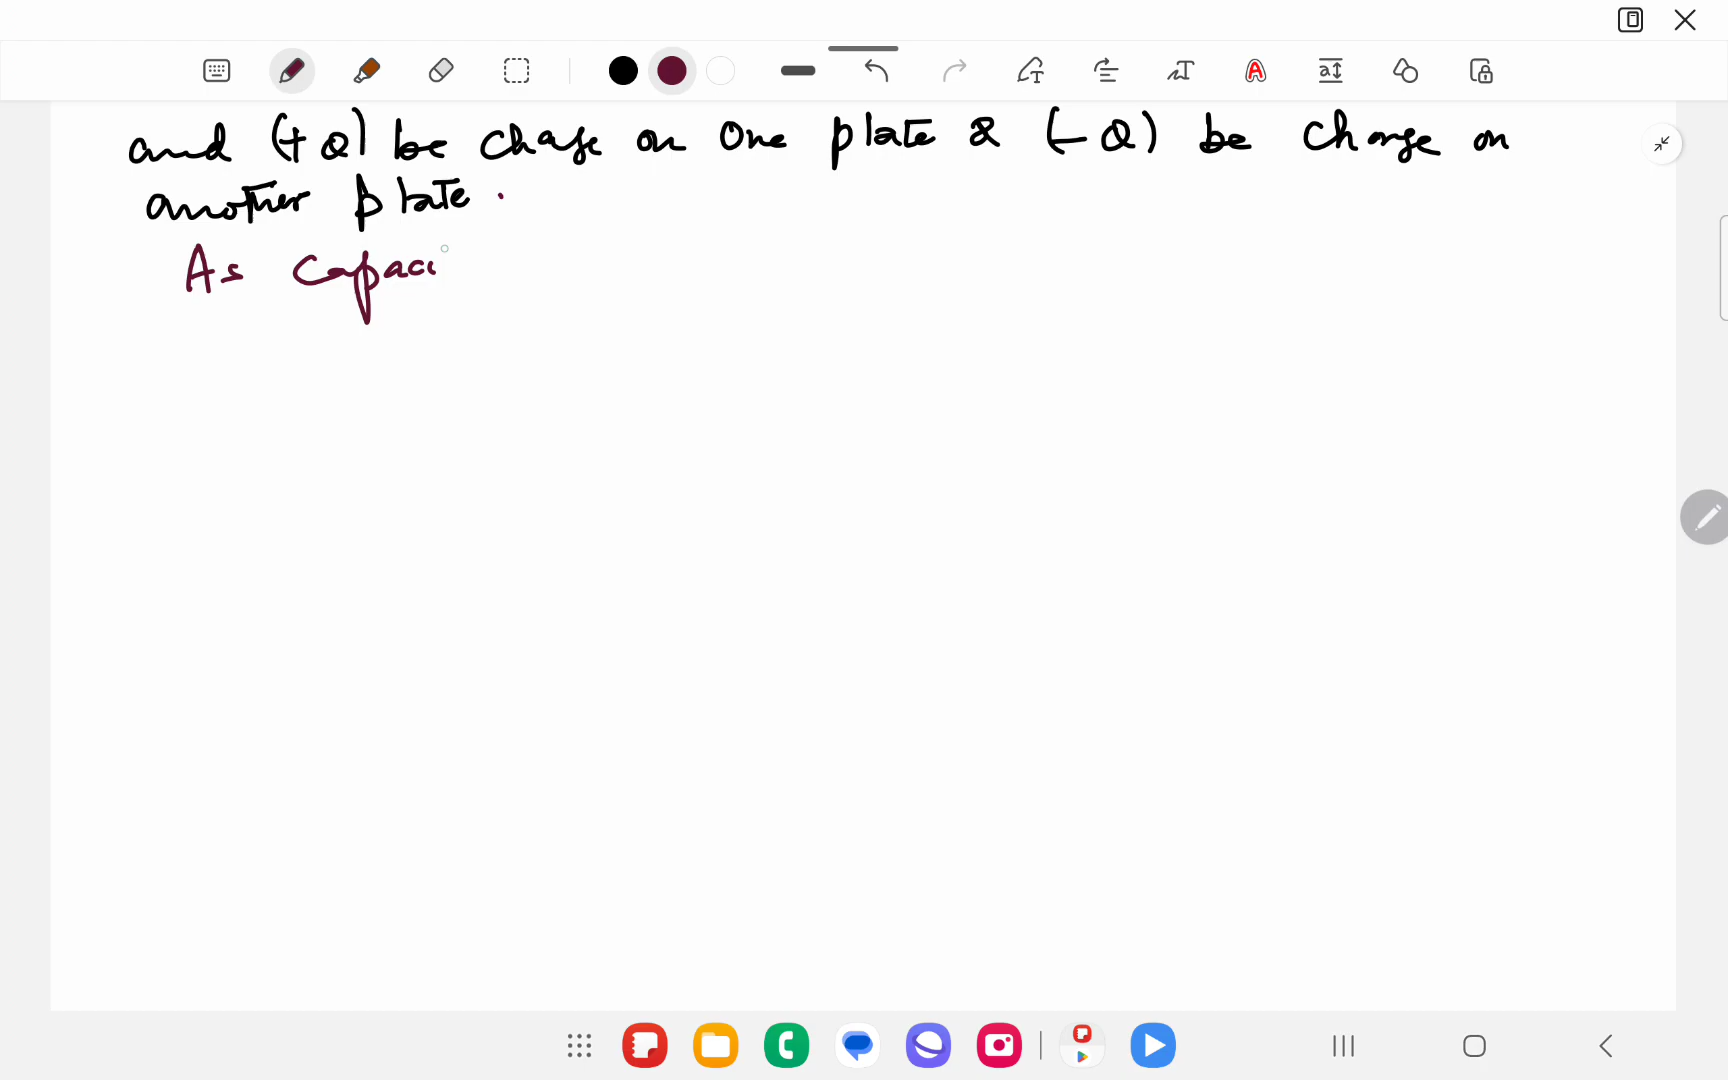 and (+Q) be charge on One plate & (-Q) be charge on
another plate.
As Capaci